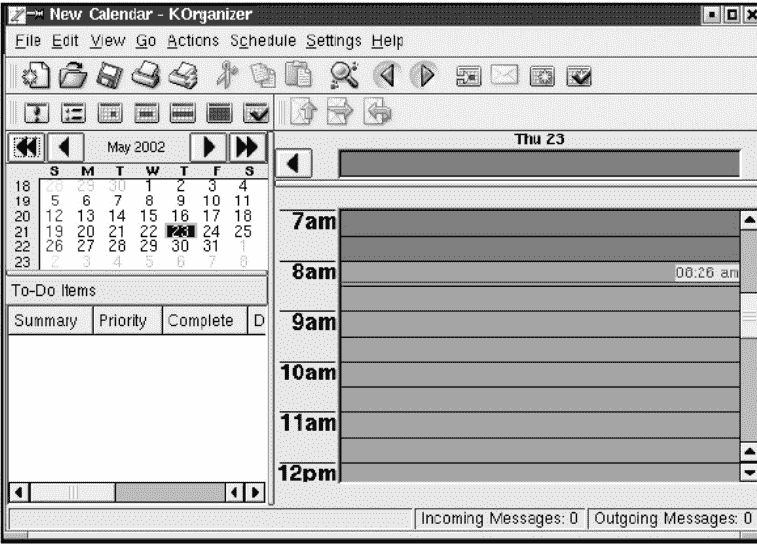 New Calendar - KOrganizer
File Edit View Go Actions Schedule Settings Help
May 2002
S M T W T F S
18 28 29 30 1 2 3 4
19 5 6 7 8 9 10 11
20 12 13 14 15 16 17 18
21 19 20 21 22 23 24 25
22 26 27 28 29 30 31 1
23 2 3 4 5 6 7 8
To-Do Items
Summary Priority Complete D
Thu 23
7am
8am 08:26 am
9am
10am
11am
12pm
Incoming Messages: 0 Outgoing Messages: 0